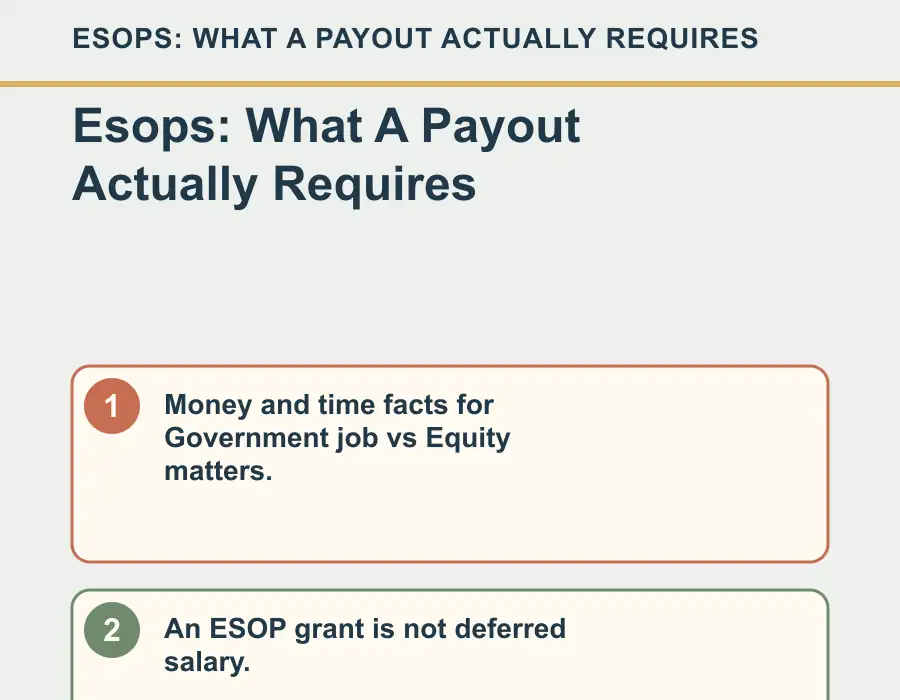 ESOPS: WHAT A PAYOUT ACTUALLY REQUIRES
Esops: What A Payout
Actually Requires
1
Money and time facts for
Government job vs Equity
matters.
2
An ESOP grant is not deferred
salary.